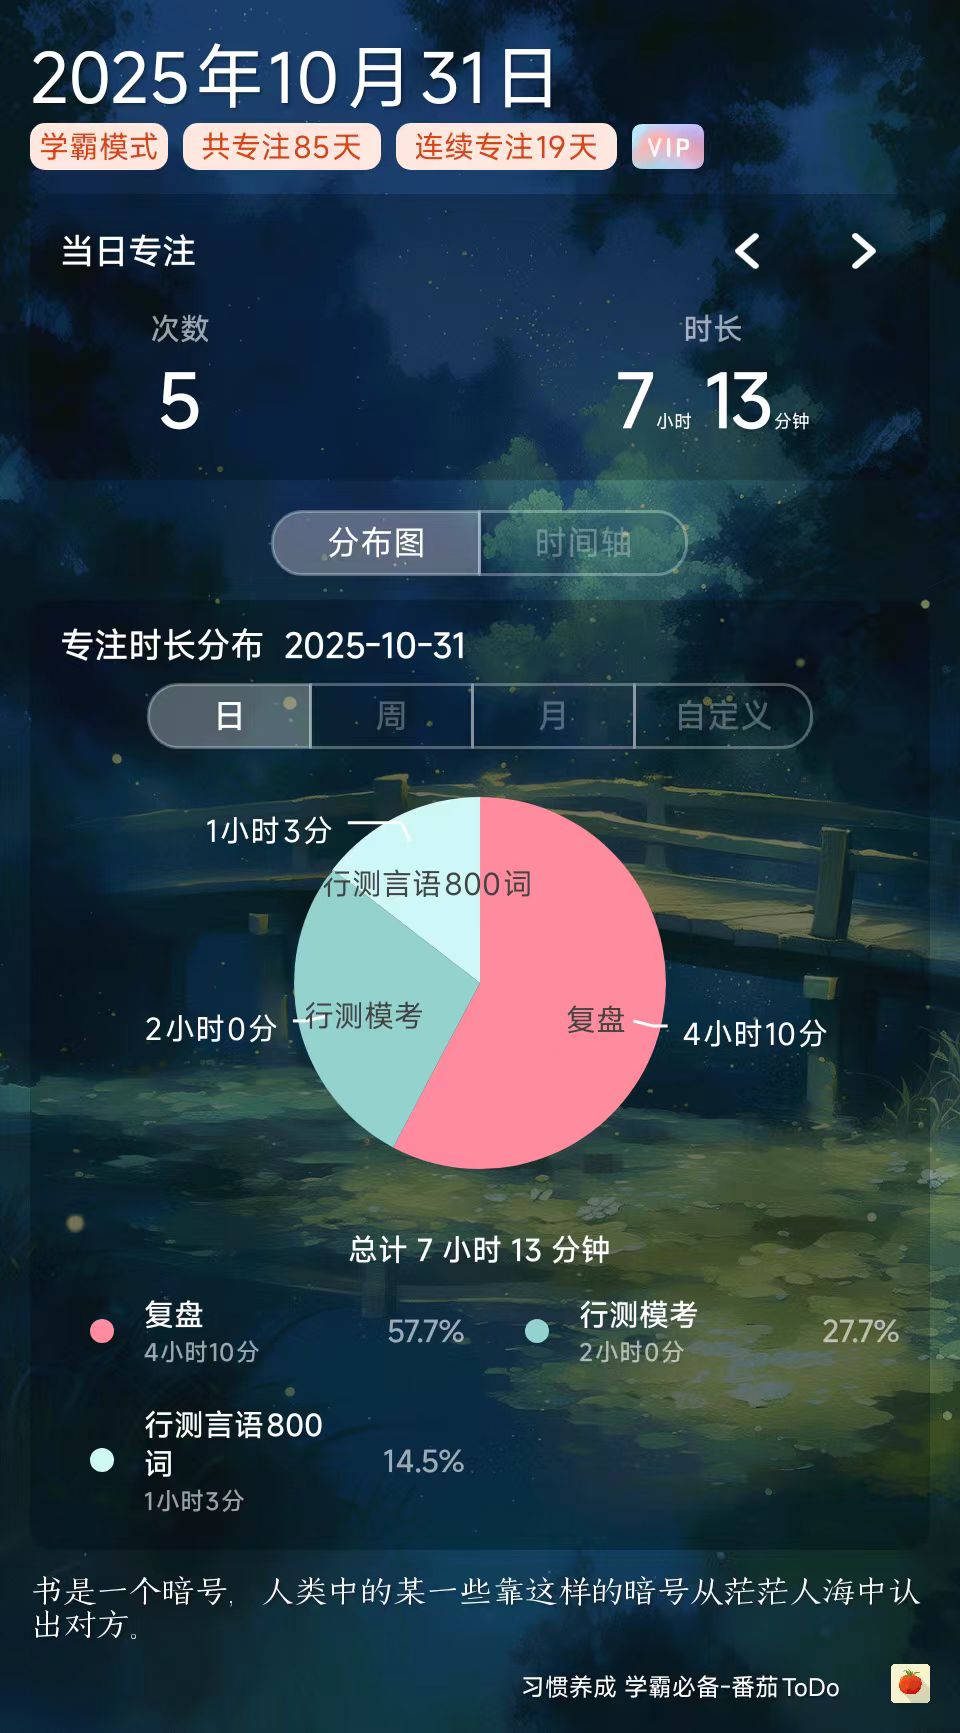 2025年10月31日
学霸模式 共专注85天 连续专注19天 VIP
当日专注
次数 时长
5 7小时 13分钟
分布图 时间轴
专注时长分布 2025-10-31
日 周 月 自定义
1小时3分
行测言语800词
行测模考
复盘
2小时0分
4小时10分
总计 7 小时 13 分钟
复盘 57.7% 行测模考 27.7%
4小时10分 2小时0分
行测言语800
词 14.5%
1小时3分
书是一个暗号，人类中的某一些靠这样的暗号从茫茫人海中认
出对方。
习惯养成 学霸必备-番茄ToDo